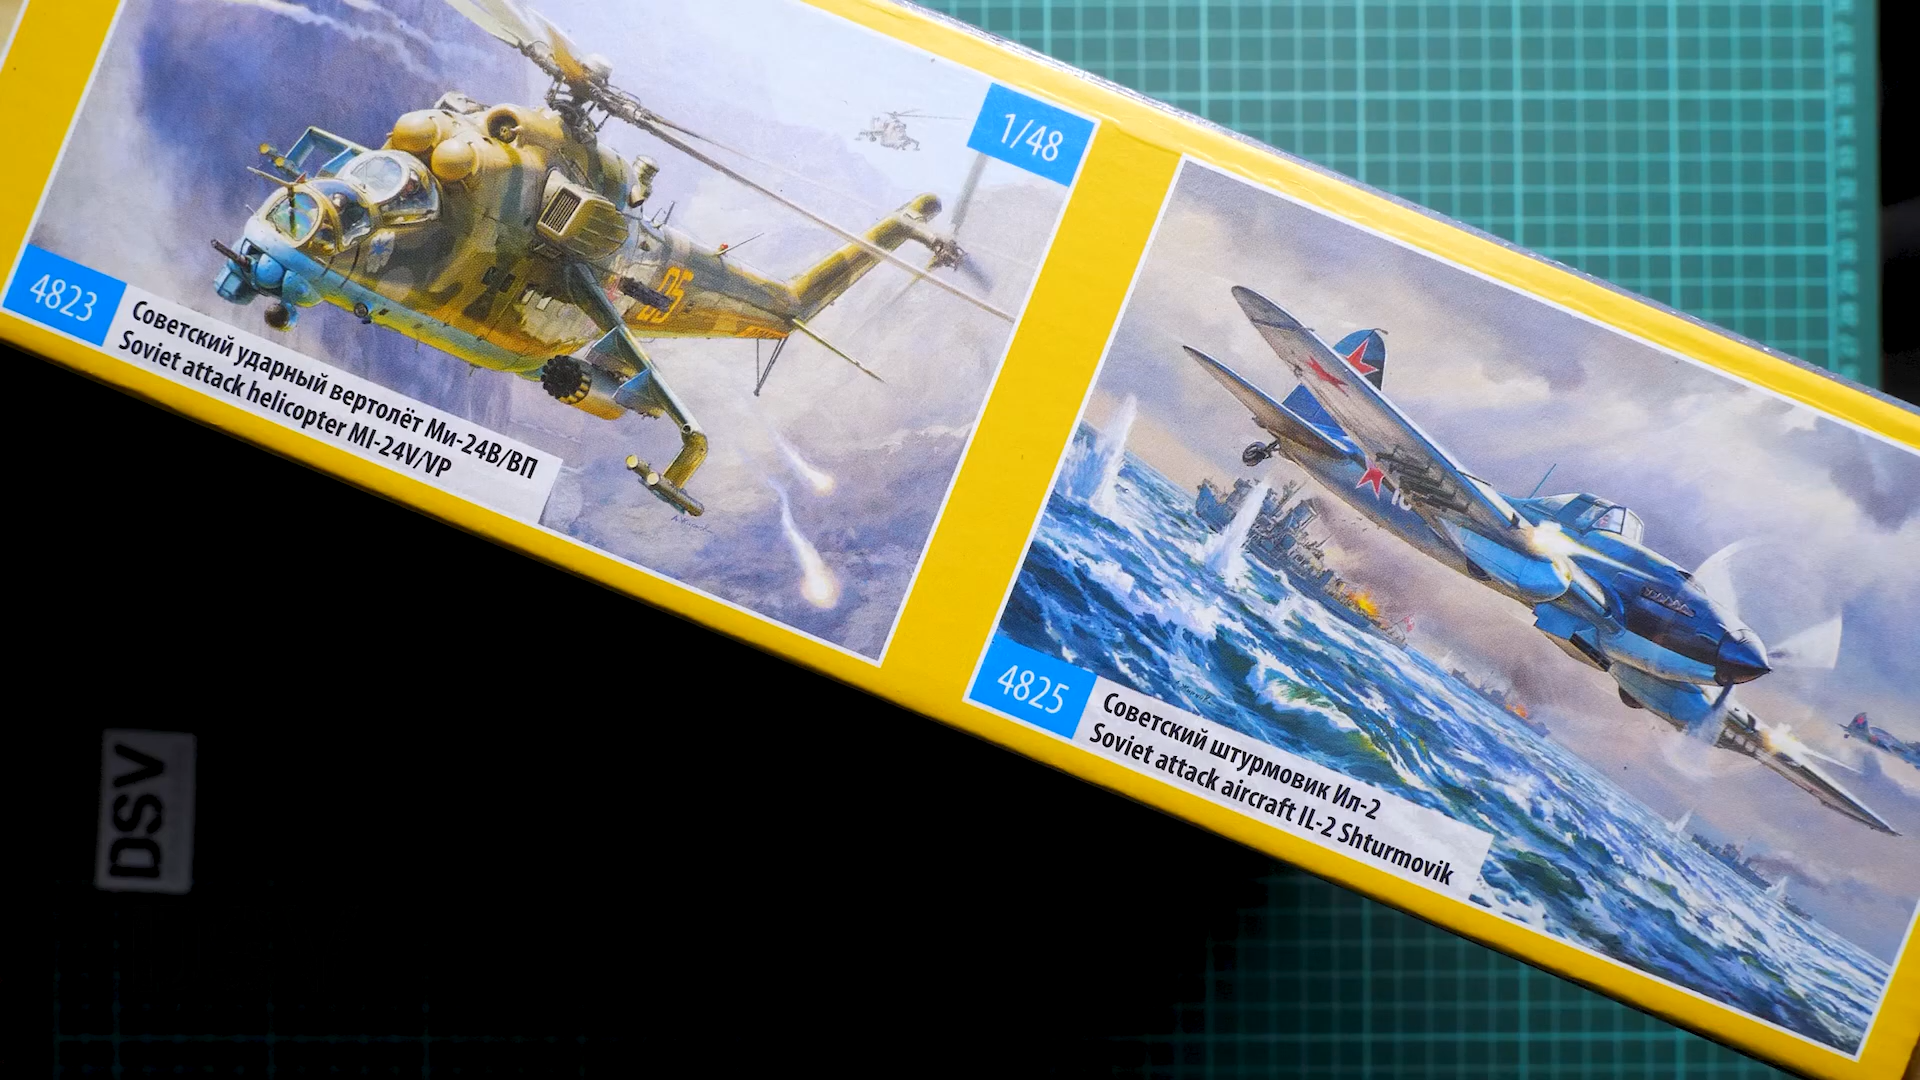 1/48
4823
Советский ударный вертолёт Ми-24В/ВП
Soviet attack helicopter MI-24V/VP
05
4825
Советский штурмовик Ил-2
Soviet attack aircraft IL-2 Shturmovik
DSV